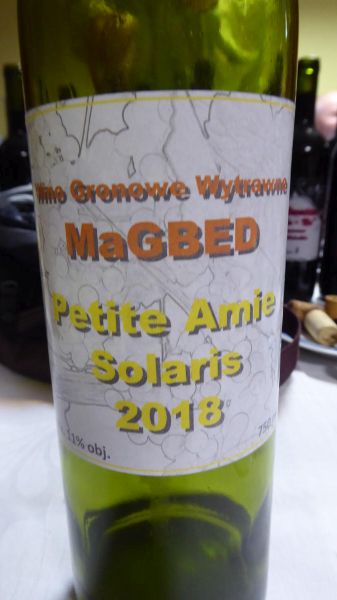 Wino Gronowe Wytrawne
MaGBED
Petite Amie
Solaris
2018
11% obj.
750